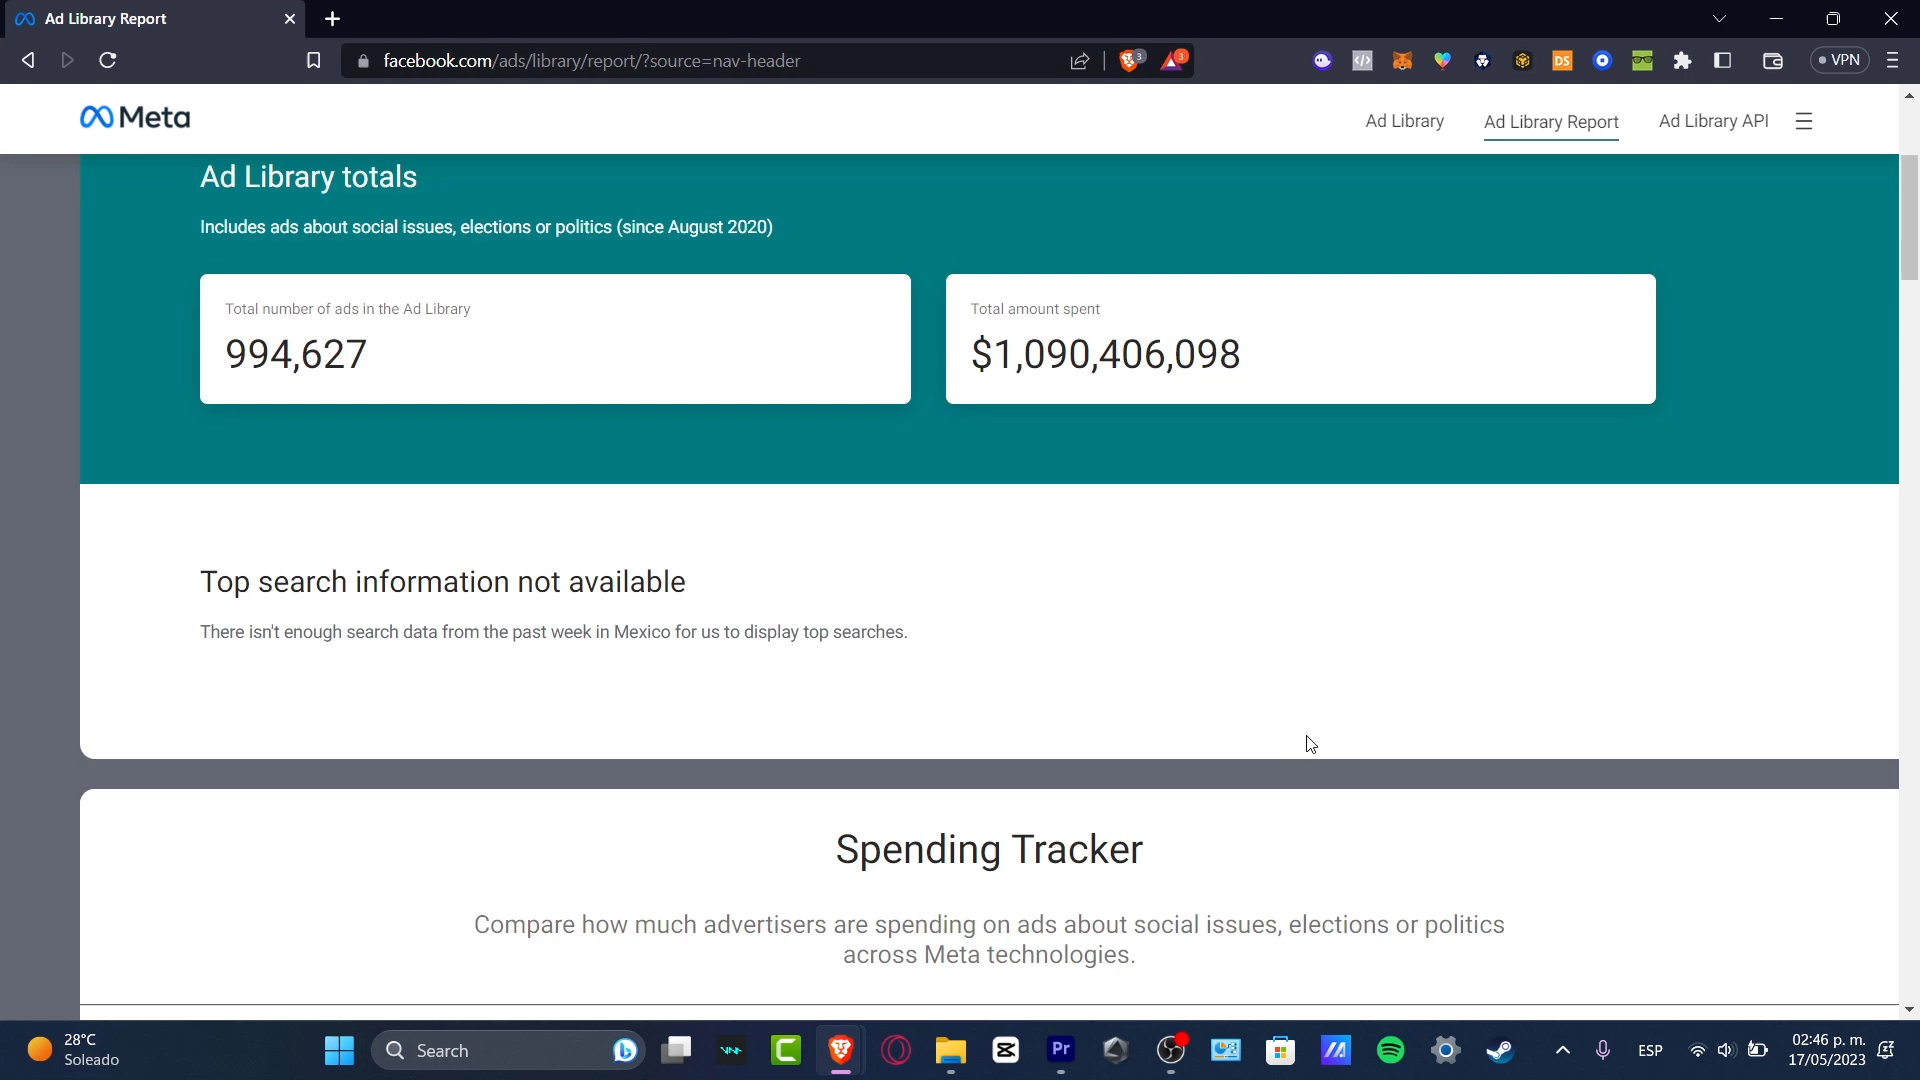 Ad Library Report
facebook.com/ads/library/report/?source=nav-header
3
3
DS
VPN
Meta
Ad Library
Ad Library Report
Ad Library API
Ad Library totals
Includes ads about social issues, elections or politics (since August 2020)
Total number of ads in the Ad Library
994,627
Total amount spent
$1,090,406,098
Top search information not available
There isn't enough search data from the past week in Mexico for us to display top searches.
Spending Tracker
Compare how much advertisers are spending on ads about social issues, elections or politics
across Meta technologies.
28°C
Soleado
Search
Pr
ESP
02:46 p. m.
17/05/2023